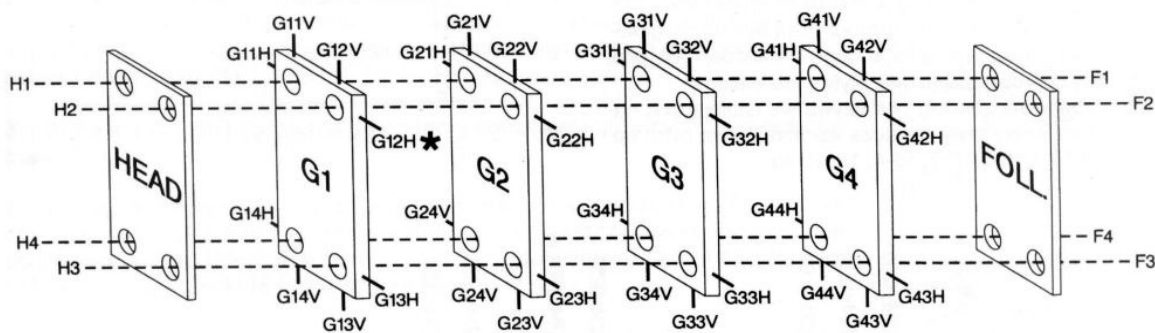 G11V G21V G31V G41V
G11H G12V G21H G22V G31H G32V G41H G42V
H1 F1
H2 F2
G12H * G22H G32H G42H
HEAD G1 G2 G3 G4 FOLL.
G14H G24V G34H G44H
H4 F4
H3 F3
G14V G13H G24V G23H G34V G33H G44V G43H
G13V G23V G33V G43V